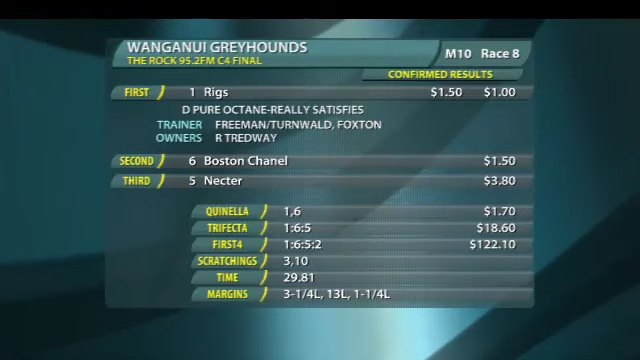 WANGANUI GREYHOUNDS
THE ROCK 95.2FM C4 FINAL
M10 Race 8
CONFIRMED RESULTS
FIRST 1 Rigs $1.50 $1.00
D PURE OCTANE-REALLY SATISFIES
TRAINER FREEMAN/TURNWALD, FOXTON
OWNERS R TREDWAY
SECOND 6 Boston Chanel $1.50
THIRD 5 Necter $3.80
QUINELLA 1,6 $1.70
TRIFECTA 1:6:5 $18.60
FIRST4 1:6:5:2 $122.10
SCRATCHINGS 3,10
TIME 29.81
MARGINS 3-1/4L, 13L, 1-1/4L